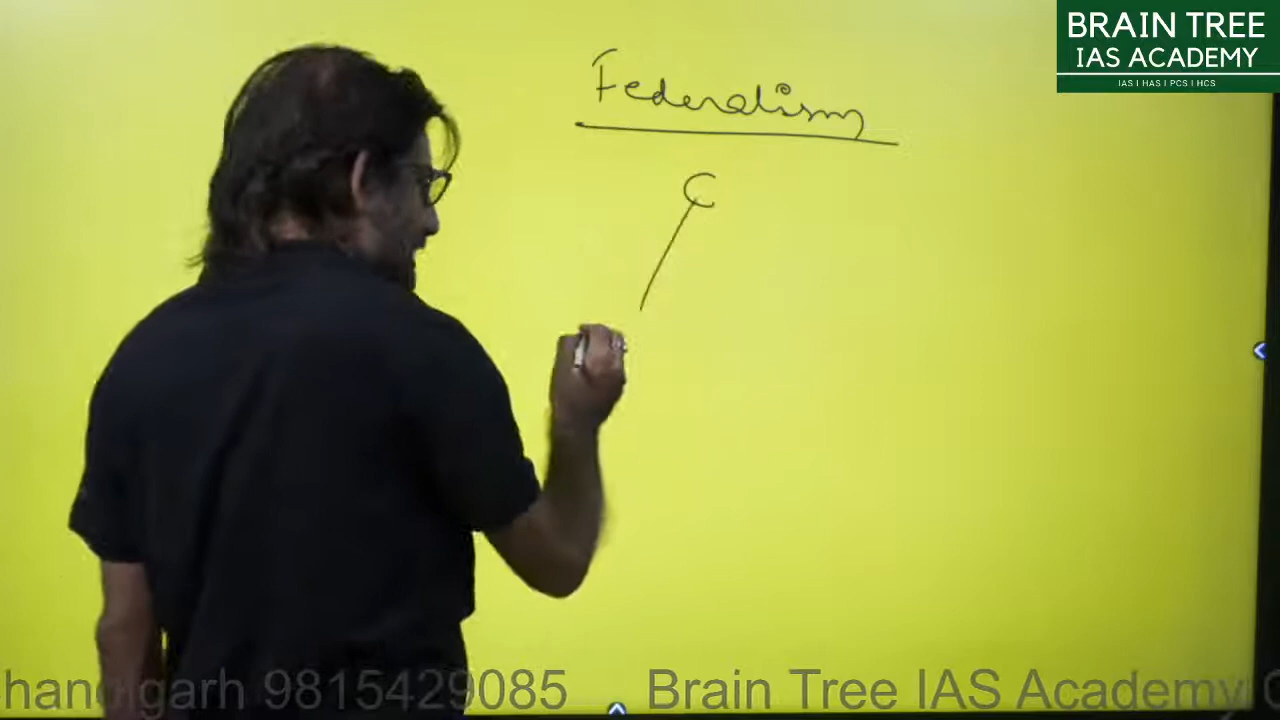 BRAIN TREE
IAS ACADEMY
IAS | HAS | PCS | HCS
Federalism
C
handigarh 9815429085 Brain Tree IAS Academy C